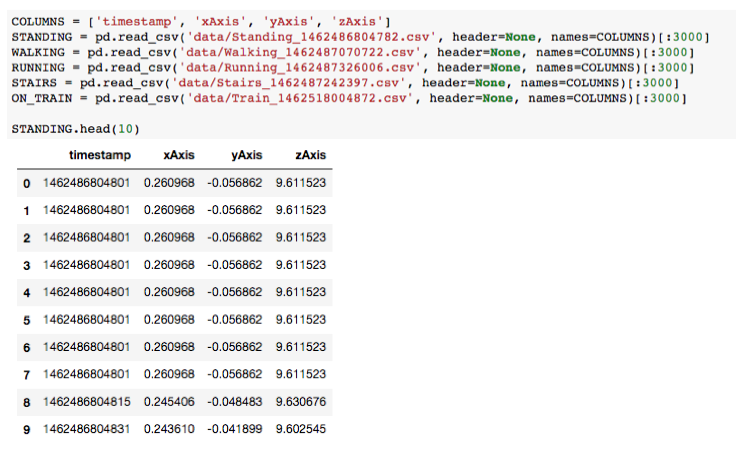 COLUMNS = ['timestamp', 'xAxis', 'yAxis', 'zAxis']
STANDING = pd.read_csv('data/Standing_1462486804782.csv', header=None, names=COLUMNS)[:3000]
WALKING = pd.read_csv('data/Walking_1462487070722.csv', header=None, names=COLUMNS)[:3000]
RUNNING = pd.read_csv('data/Running_1462487326006.csv', header=None, names=COLUMNS)[:3000]
STAIRS = pd.read_csv('data/Stairs_1462487242397.csv', header=None, names=COLUMNS)[:3000]
ON_TRAIN = pd.read_csv('data/Train_1462518004872.csv', header=None, names=COLUMNS)[:3000]
STANDING.head(10)
timestamp xAxis yAxis zAxis
0 1462486804801 0.260968 -0.056862 9.611523
1 1462486804801 0.260968 -0.056862 9.611523
2 1462486804801 0.260968 -0.056862 9.611523
3 1462486804801 0.260968 -0.056862 9.611523
4 1462486804801 0.260968 -0.056862 9.611523
5 1462486804801 0.260968 -0.056862 9.611523
6 1462486804801 0.260968 -0.056862 9.611523
7 1462486804801 0.260968 -0.056862 9.611523
8 1462486804815 0.245406 -0.048483 9.630676
9 1462486804831 0.243610 -0.041899 9.602545